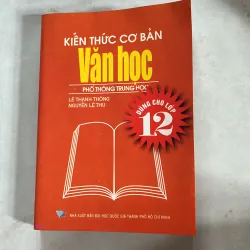 KIẾN THỨC CƠ BẢN
Văn học
PHỔ THÔNG TRUNG HỌC
LÊ THANH THÔNG
NGUYỄN LỆ THU
DÙNG CHO LỚP
12
NHÀ XUẤT BẢN ĐẠI HỌC QUỐC GIA THÀNH PHỐ HỒ CHÍ MINH